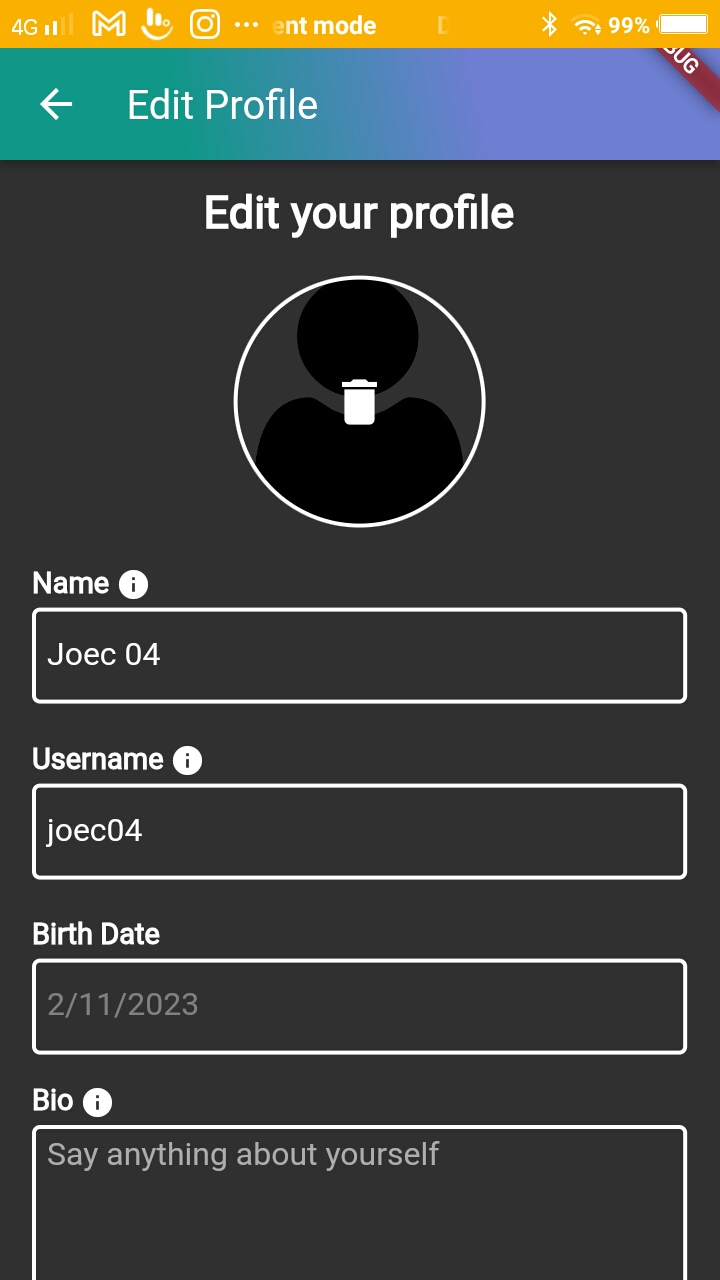 4G ent mode 99%
Edit Profile
Edit your profile
Name
Joec 04
Username
joec04
Birth Date
2/11/2023
Bio
Say anything about yourself